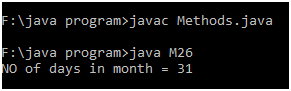 F:\java program>javac Methods.java
F:\java program>java M26
NO of days in month = 31